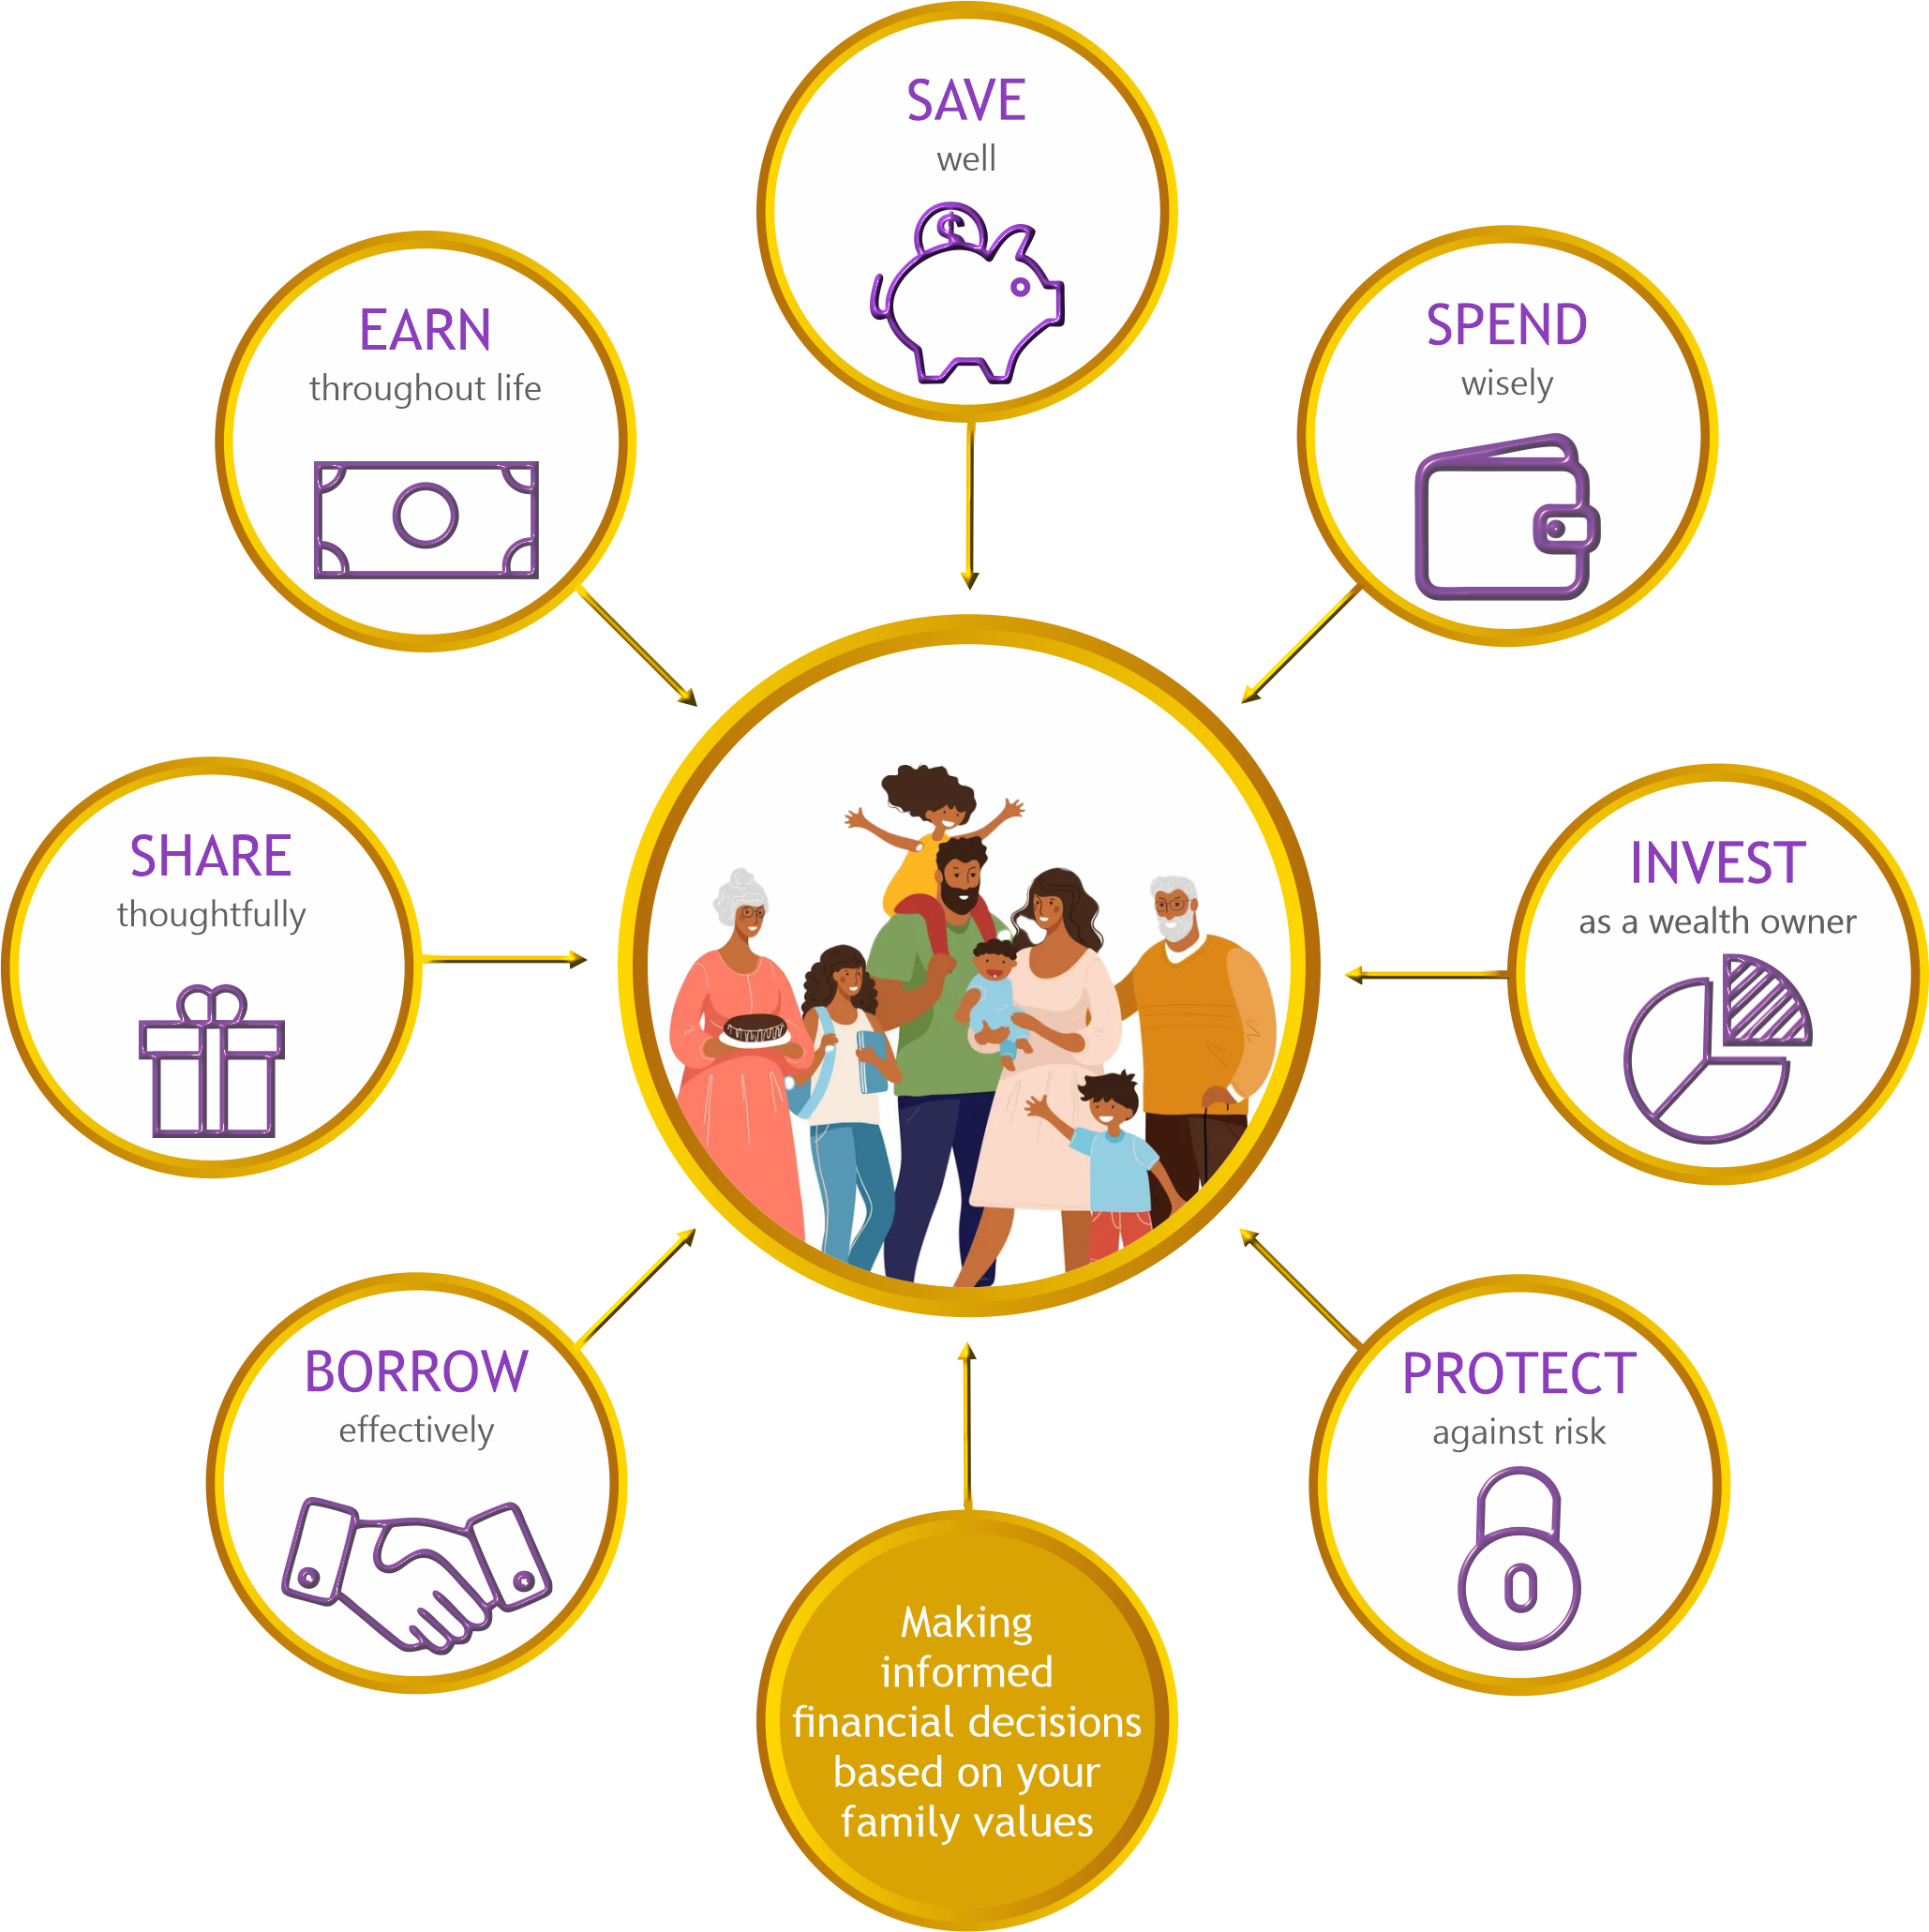 SAVE
well
EARN
throughout life
SPEND
wisely
SHARE
thoughtfully
INVEST
as a wealth owner
BORROW
effectively
PROTECT
against risk
Making
informed
financial decisions
based on your
family values